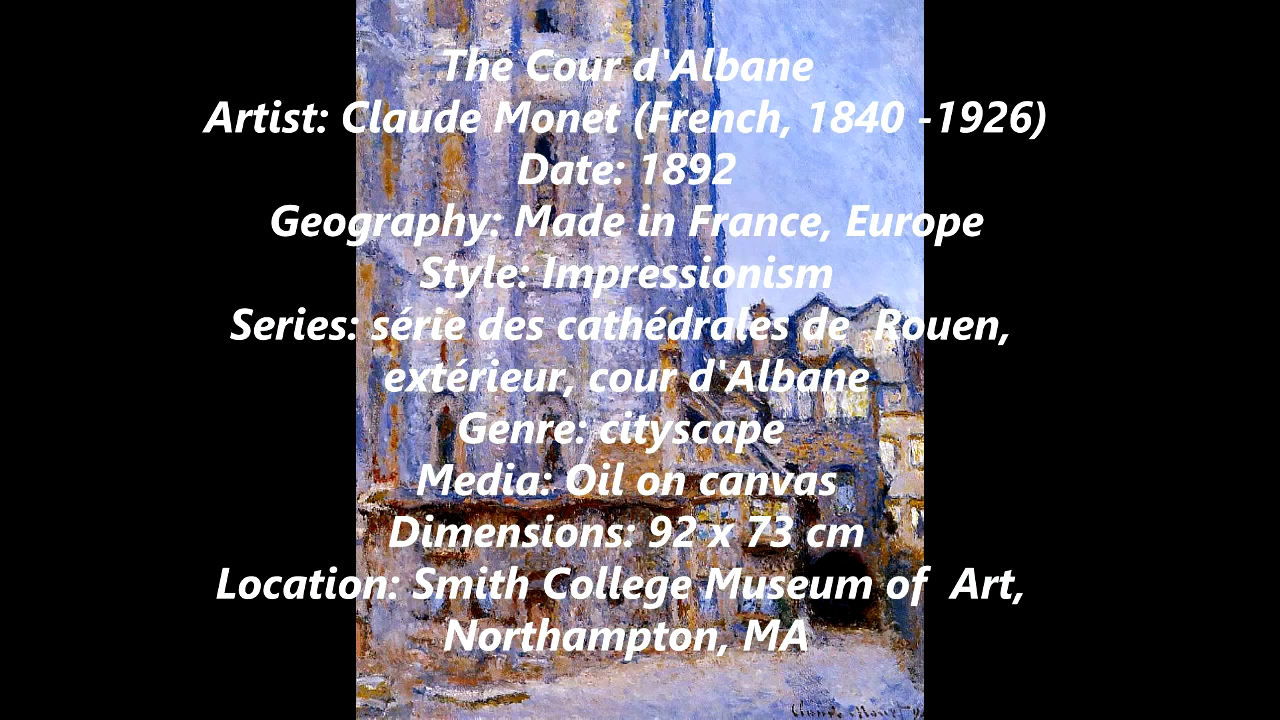 The Cour d'Albane
Artist: Claude Monet (French, 1840 -1926)
Date: 1892
Geography: Made in France, Europe
Style: Impressionism
Series: série des cathédrales de  Rouen,
extérieur, cour d'Albane
Genre: cityscape
Media: Oil on canvas
Dimensions: 92 x 73 cm
Location: Smith College Museum of  Art,
Northampton, MA
Claude Monet